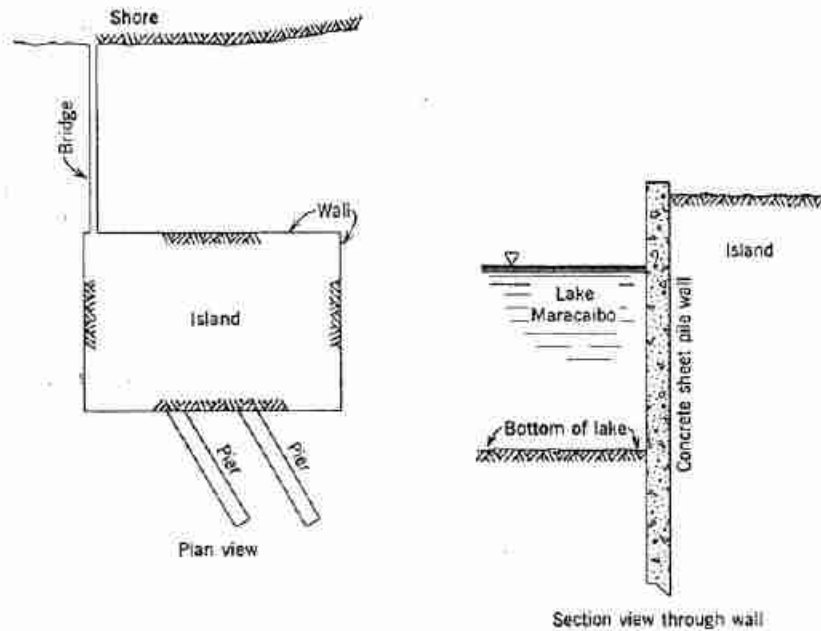 Shore
Bridge
Wall
Island
Pier
Pier
Plan view
Island
Lake
Maracaibo
Concrete sheet pile wall
Bottom of lake
Section view through wall